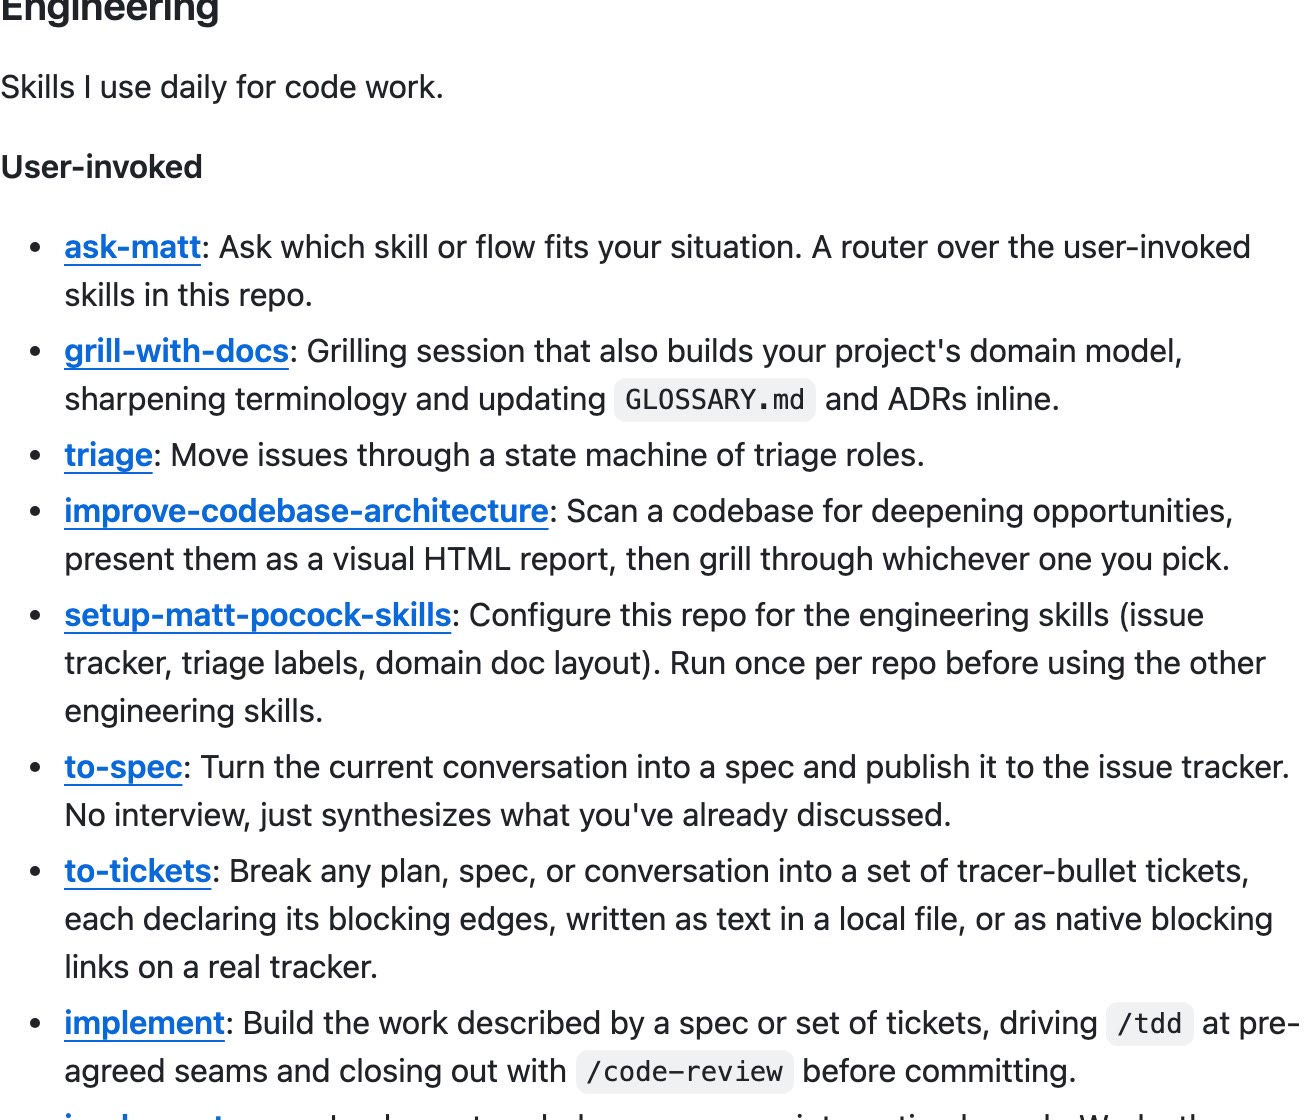 Engineering
Skills I use daily for code work.
User-invoked
• ask-matt: Ask which skill or flow fits your situation. A router over the user-invoked
skills in this repo.
• grill-with-docs: Grilling session that also builds your project's domain model,
sharpening terminology and updating GLOSSARY.md and ADRs inline.
• triage: Move issues through a state machine of triage roles.
• improve-codebase-architecture: Scan a codebase for deepening opportunities,
present them as a visual HTML report, then grill through whichever one you pick.
• setup-matt-pocock-skills: Configure this repo for the engineering skills (issue
tracker, triage labels, domain doc layout). Run once per repo before using the other
engineering skills.
• to-spec: Turn the current conversation into a spec and publish it to the issue tracker.
No interview, just synthesizes what you've already discussed.
• to-tickets: Break any plan, spec, or conversation into a set of tracer-bullet tickets,
each declaring its blocking edges, written as text in a local file, or as native blocking
links on a real tracker.
• implement: Build the work described by a spec or set of tickets, driving /tdd at pre-
agreed seams and closing out with /code-review before committing.